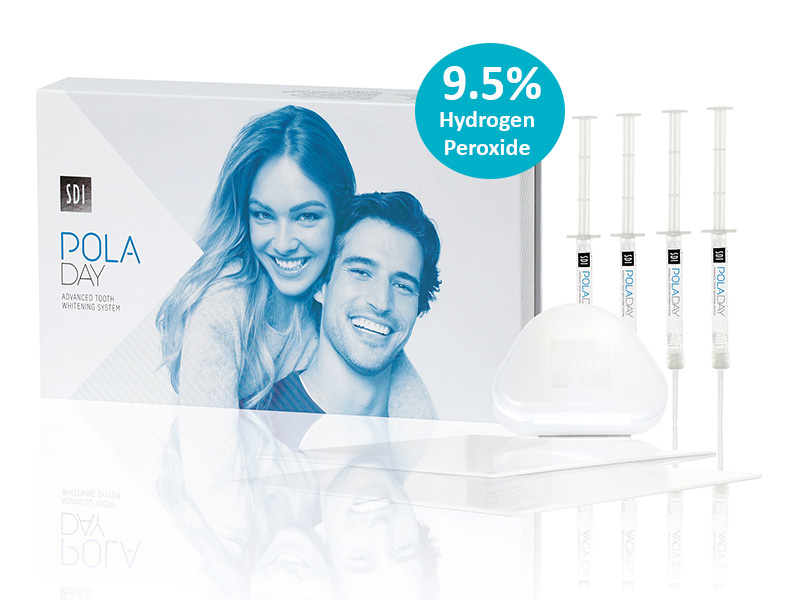 9.5%
Hydrogen
Peroxide
SDI
POLA
DAY
ADVANCED TOOTH
WHITENING SYSTEM
SDI
POLADAY
SDI
POLADAY
SDI
POLADAY
SDI
POLADAY